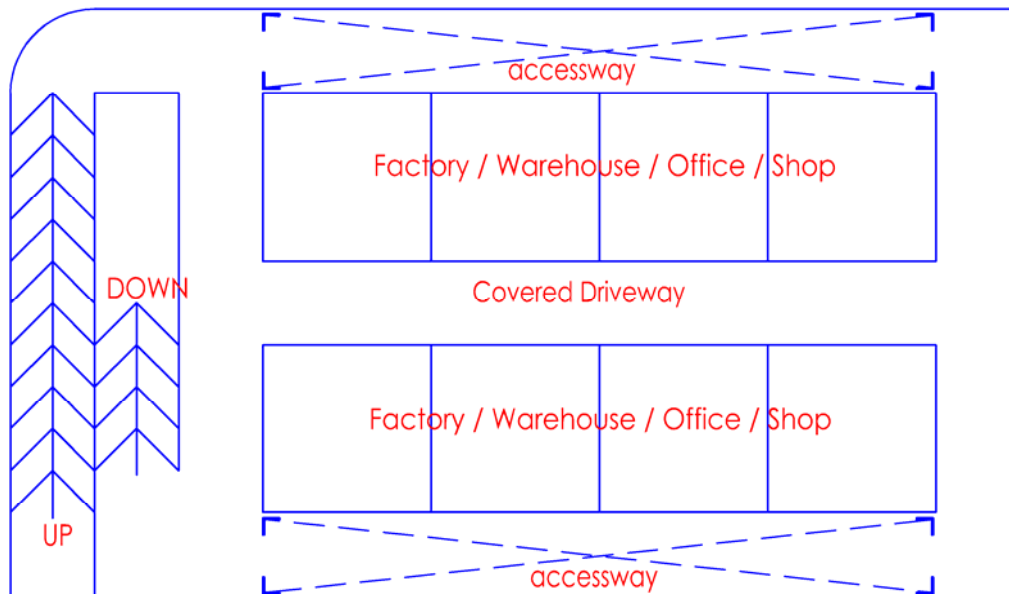 accessway
Factory / Warehouse / Office / Shop
DOWN
Covered Driveway
Factory / Warehouse / Office / Shop
UP
accessway